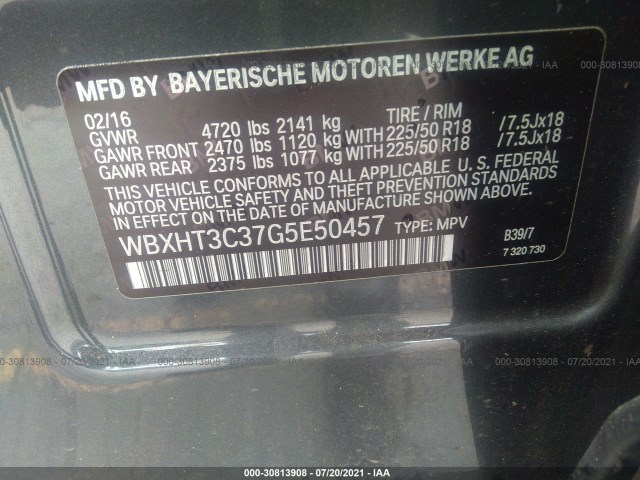 MFD BY BAYERISCHE MOTOREN WERKE AG
02/16 TIRE / RIM
GVWR 4720 lbs 2141 kg
GAWR FRONT 2470 lbs 1120 kg WITH 225/50 R18 /7.5Jx18
GAWR REAR 2375 lbs 1077 kg WITH 225/50 R18 /7.5Jx18
THIS VEHICLE CONFORMS TO ALL APPLICABLE U. S. FEDERAL
MOTOR VEHICLE SAFETY AND THEFT PREVENTION STANDARDS
IN EFFECT ON THE DATE OF MANUFACTURE SHOWN ABOVE.
WBXHT3C37G5E50457 TYPE: MPV B39/7
7 320 730
000-30813908 - 07/20/2021 - IAA